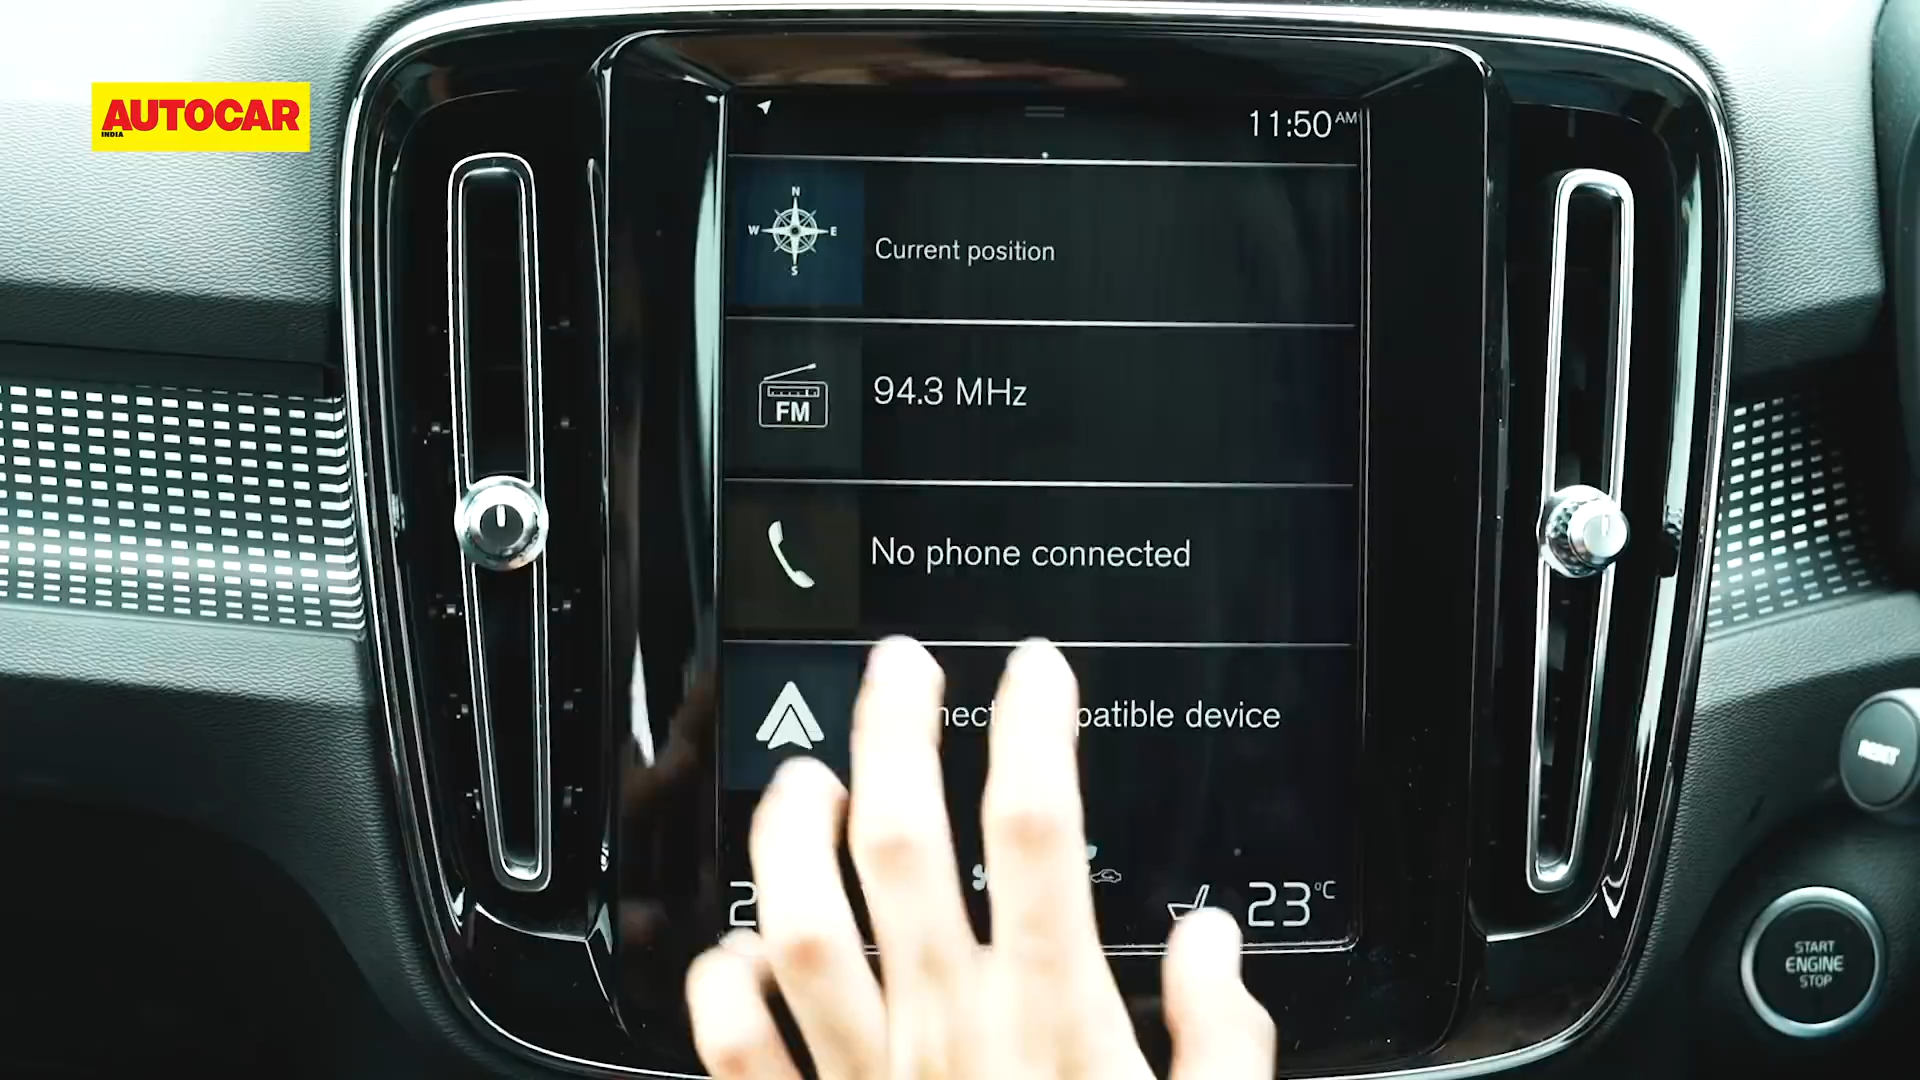 AUTOCAR
INDIA
11:50 AM
N
W E
S
Current position
FM
94.3 MHz
No phone connected
device
23°C
RESET
START
ENGINE
STOP